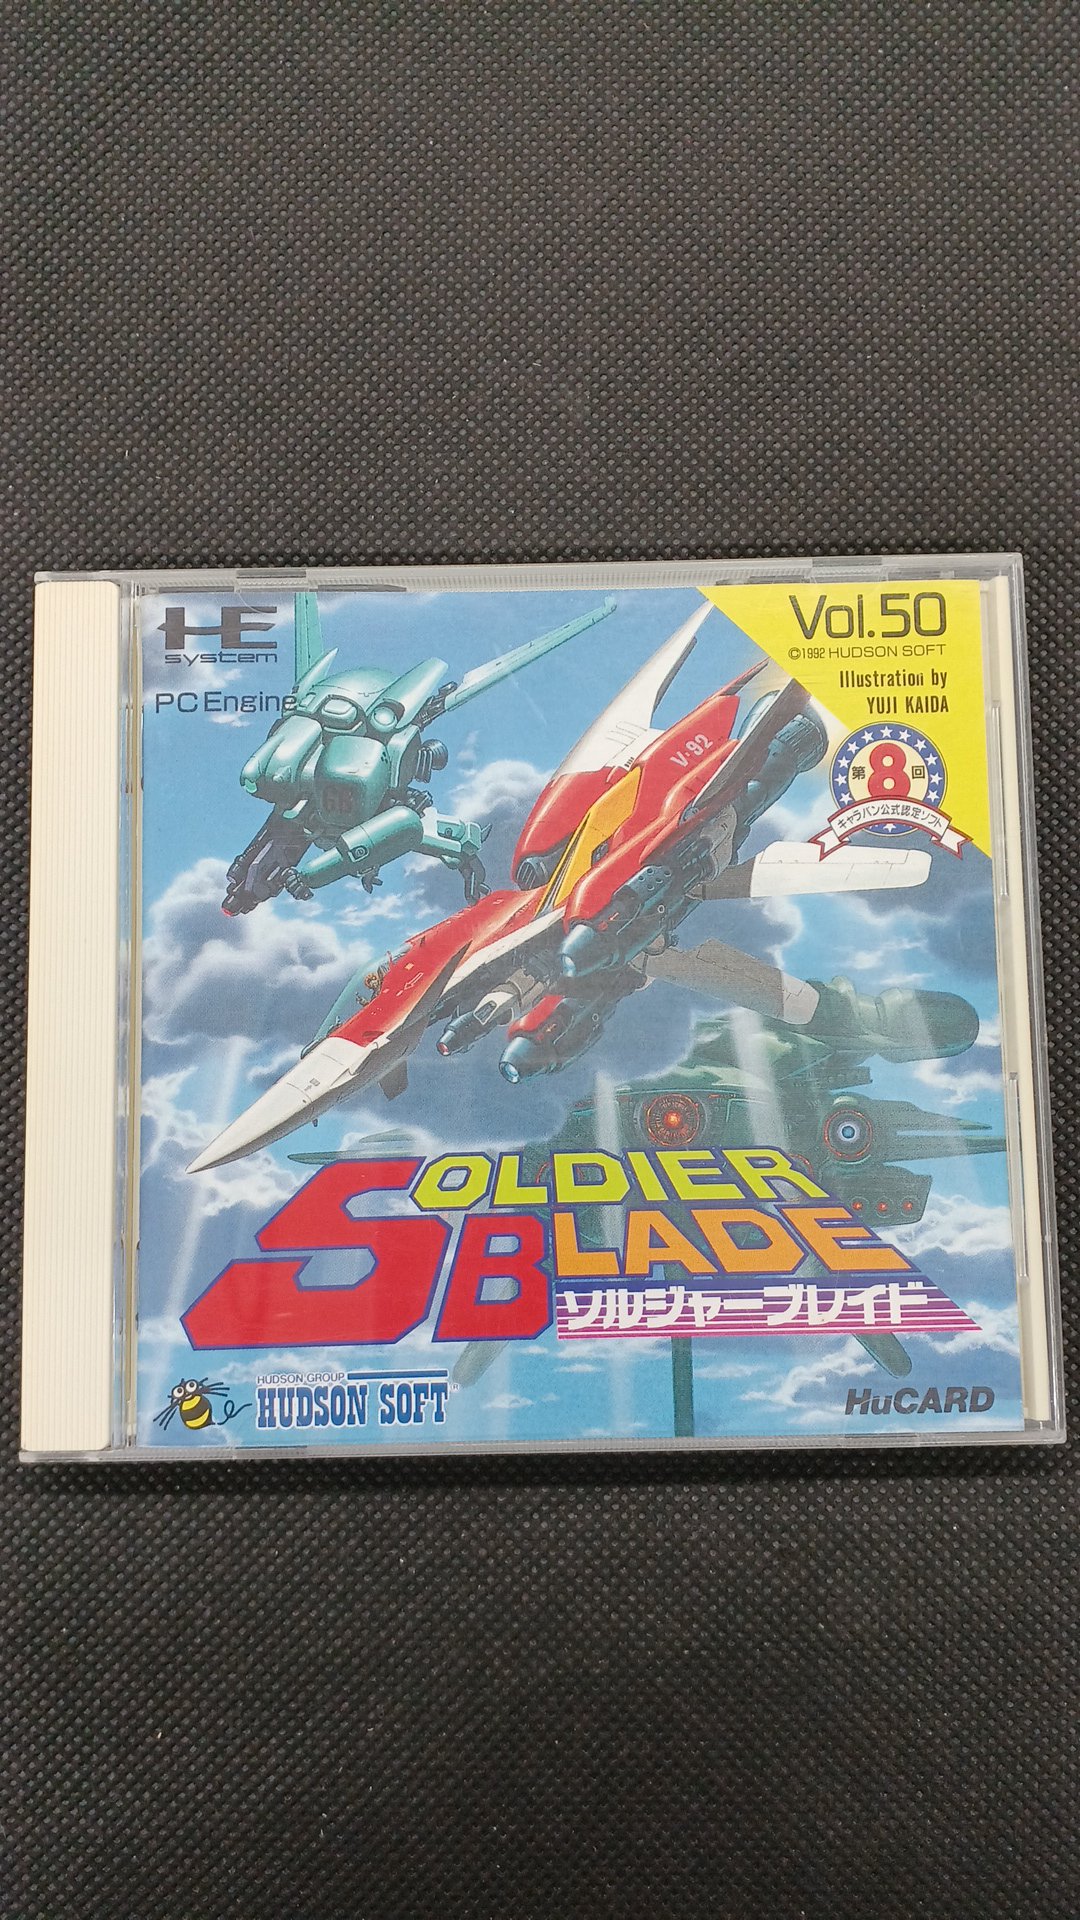 HE
system
PC Engine
Vol.50
©1992 HUDSON SOFT
Illustration by
YUJI KAIDA
第8回
キャラバン公式認定ソフト
V-92
SOLDIER
BLADE
ソルジャーブレイド
HUDSON GROUP
HUDSON SOFT®
HuCARD